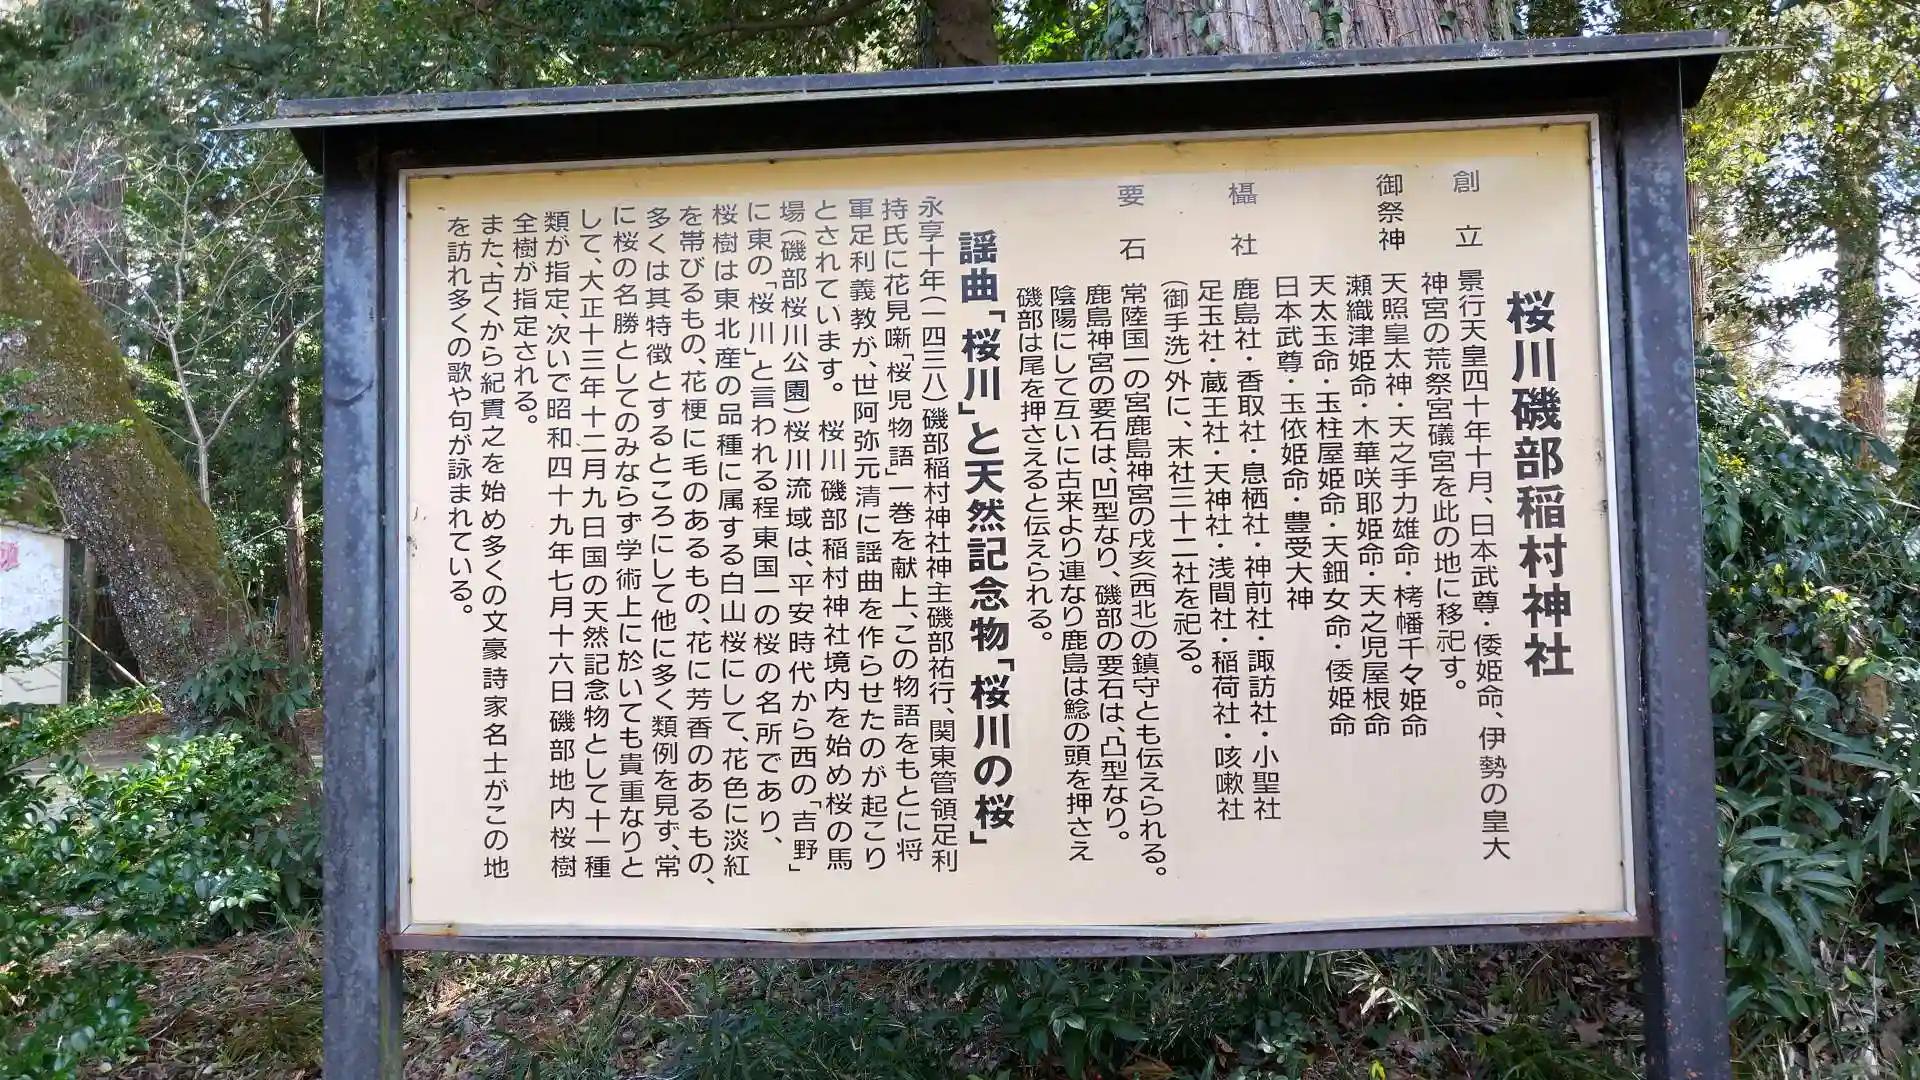 桜川磯部稲村神社
創立 景行天皇四十年十月、日本武尊・倭姫命、伊勢の皇大
神宮の荒祭宮礒宮を此の地に移祀す。
御祭神 天照皇太神・天之手力雄命・栲幡千々姫命
瀬織津姫命・木華咲耶姫命・天之児屋根命
天太玉命・玉柱屋姫命・天鈿女命・倭姫命
日本武尊・玉依姫命・豊受大神
欇社 鹿島社・香取社・息栖社・神前社・諏訪社・小聖社
足玉社・蔵王社・天神社・浅間社・稲荷社・咳嗽社
(御手洗)外に、末社三十二社を祀る。
要石 常陸国一の宮鹿島神宮の戌亥(西北)の鎮守とも伝えられる。
鹿島神宮の要石は、凹型なり、磯部の要石は、凸型なり。
陰陽にして互いに古来より連なり鹿島は鯰の頭を押さえ
磯部は尾を押さえると伝えられる。
謡曲「桜川」と天然記念物「桜川の桜」
永享十年(一四三八)磯部稲村神社神主磯部祐行、関東管領足利
持氏に花見噺「桜児物語」一巻を献上、この物語をもとに将
軍足利義教が、世阿弥元清に謡曲を作らせたのが起こり
とされています。 桜川磯部稲村神社境内を始め桜の馬
場(磯部桜川公園)桜川流域は、平安時代から西の「吉野」
に東の「桜川」と言われる程東国一の桜の名所であり、
桜樹は東北産の品種に属する白山桜にして、花色に淡紅
を帯びるもの、花梗に毛のあるもの、花に芳香のあるもの、
多くは其特徴とするところにして他に多く類例を見ず、常
に桜の名勝としてのみならず学術上に於いても貴重なりと
して、大正十三年十二月九日国の天然記念物として十一種
類が指定、次いで昭和四十九年七月十六日磯部地内桜樹
全樹が指定される。
また、古くから紀貫之を始め多くの文豪詩家名士がこの地
を訪れ多くの歌や句が詠まれている。